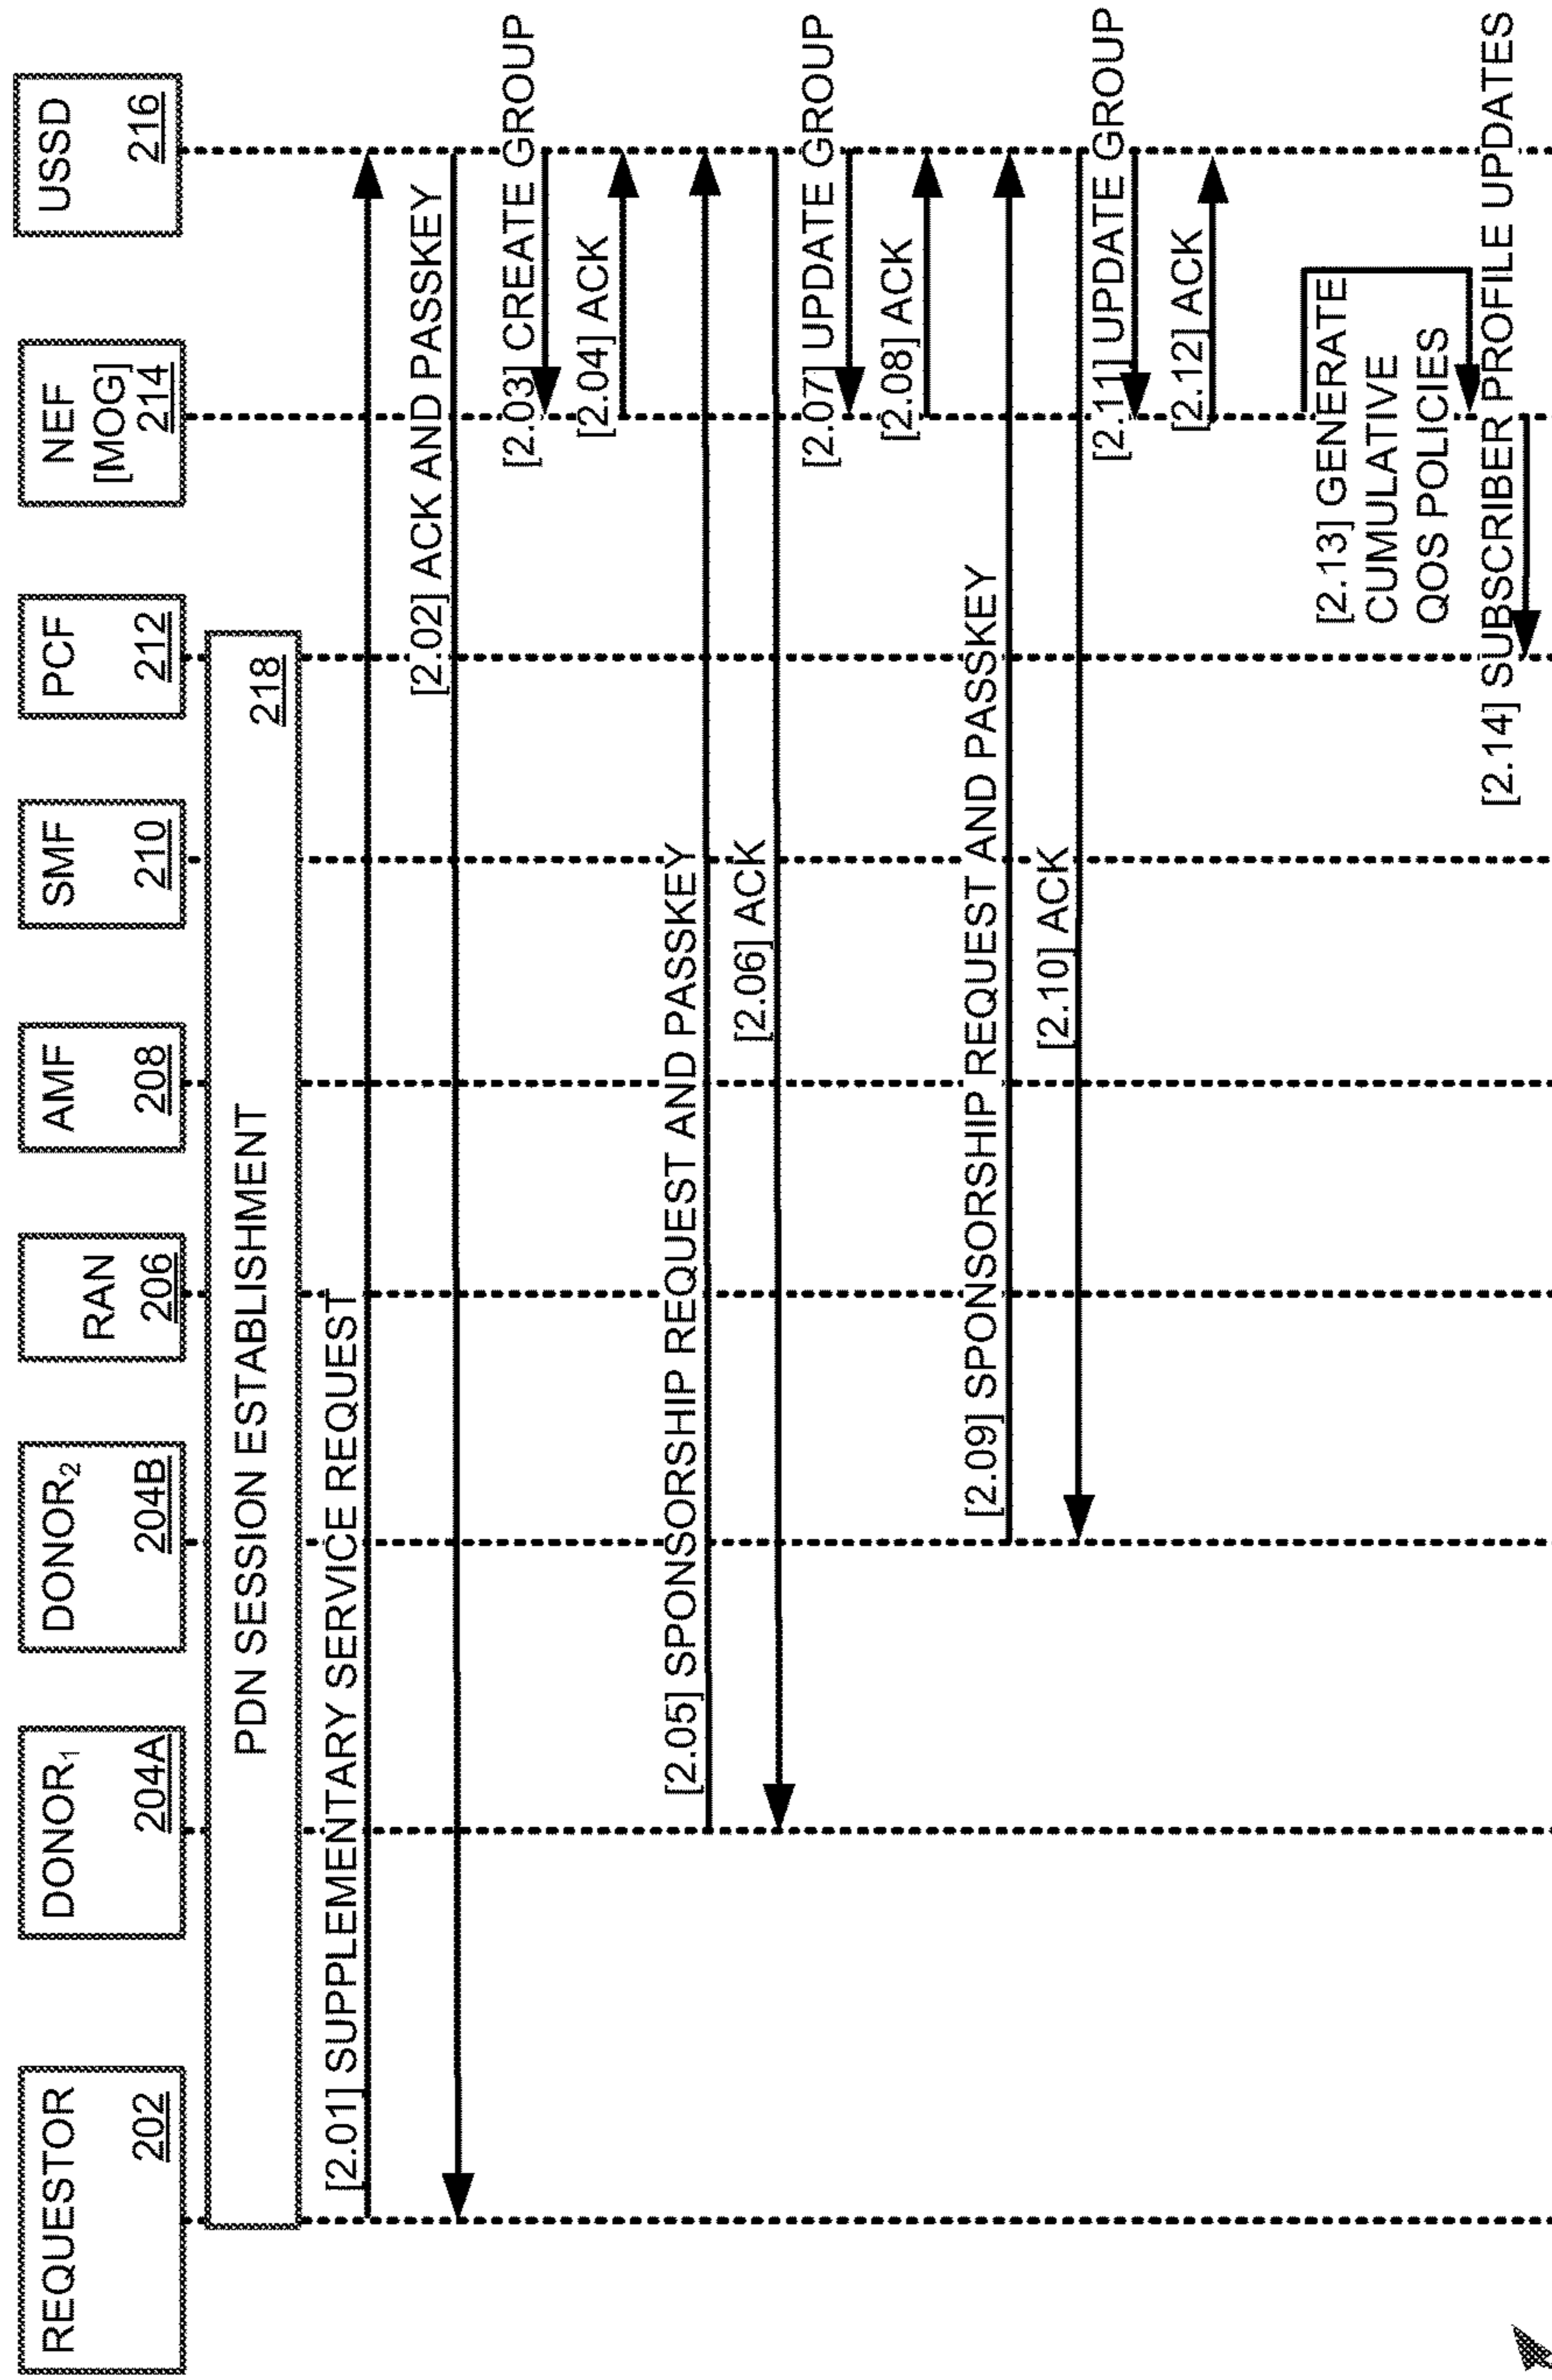 REQUESTOR
202
DONOR₁
204A
DONOR₂
204B
RAN
206
AMF
208
SMF
210
PCF
212
NEF
[MOG]
214
USSD
216
PDN SESSION ESTABLISHMENT
218
[2.01] SUPPLEMENTARY SERVICE REQUEST
[2.02] ACK AND PASSKEY
[2.03] CREATE GROUP
[2.04] ACK
[2.05] SPONSORSHIP REQUEST AND PASSKEY
[2.06] ACK
[2.07] UPDATE GROUP
[2.08] ACK
[2.09] SPONSORSHIP REQUEST AND PASSKEY
[2.10] ACK
[2.11] UPDATE GROUP
[2.12] ACK
[2.13] GENERATE
CUMULATIVE
QOS POLICIES
[2.14] SUBSCRIBER PROFILE UPDATES